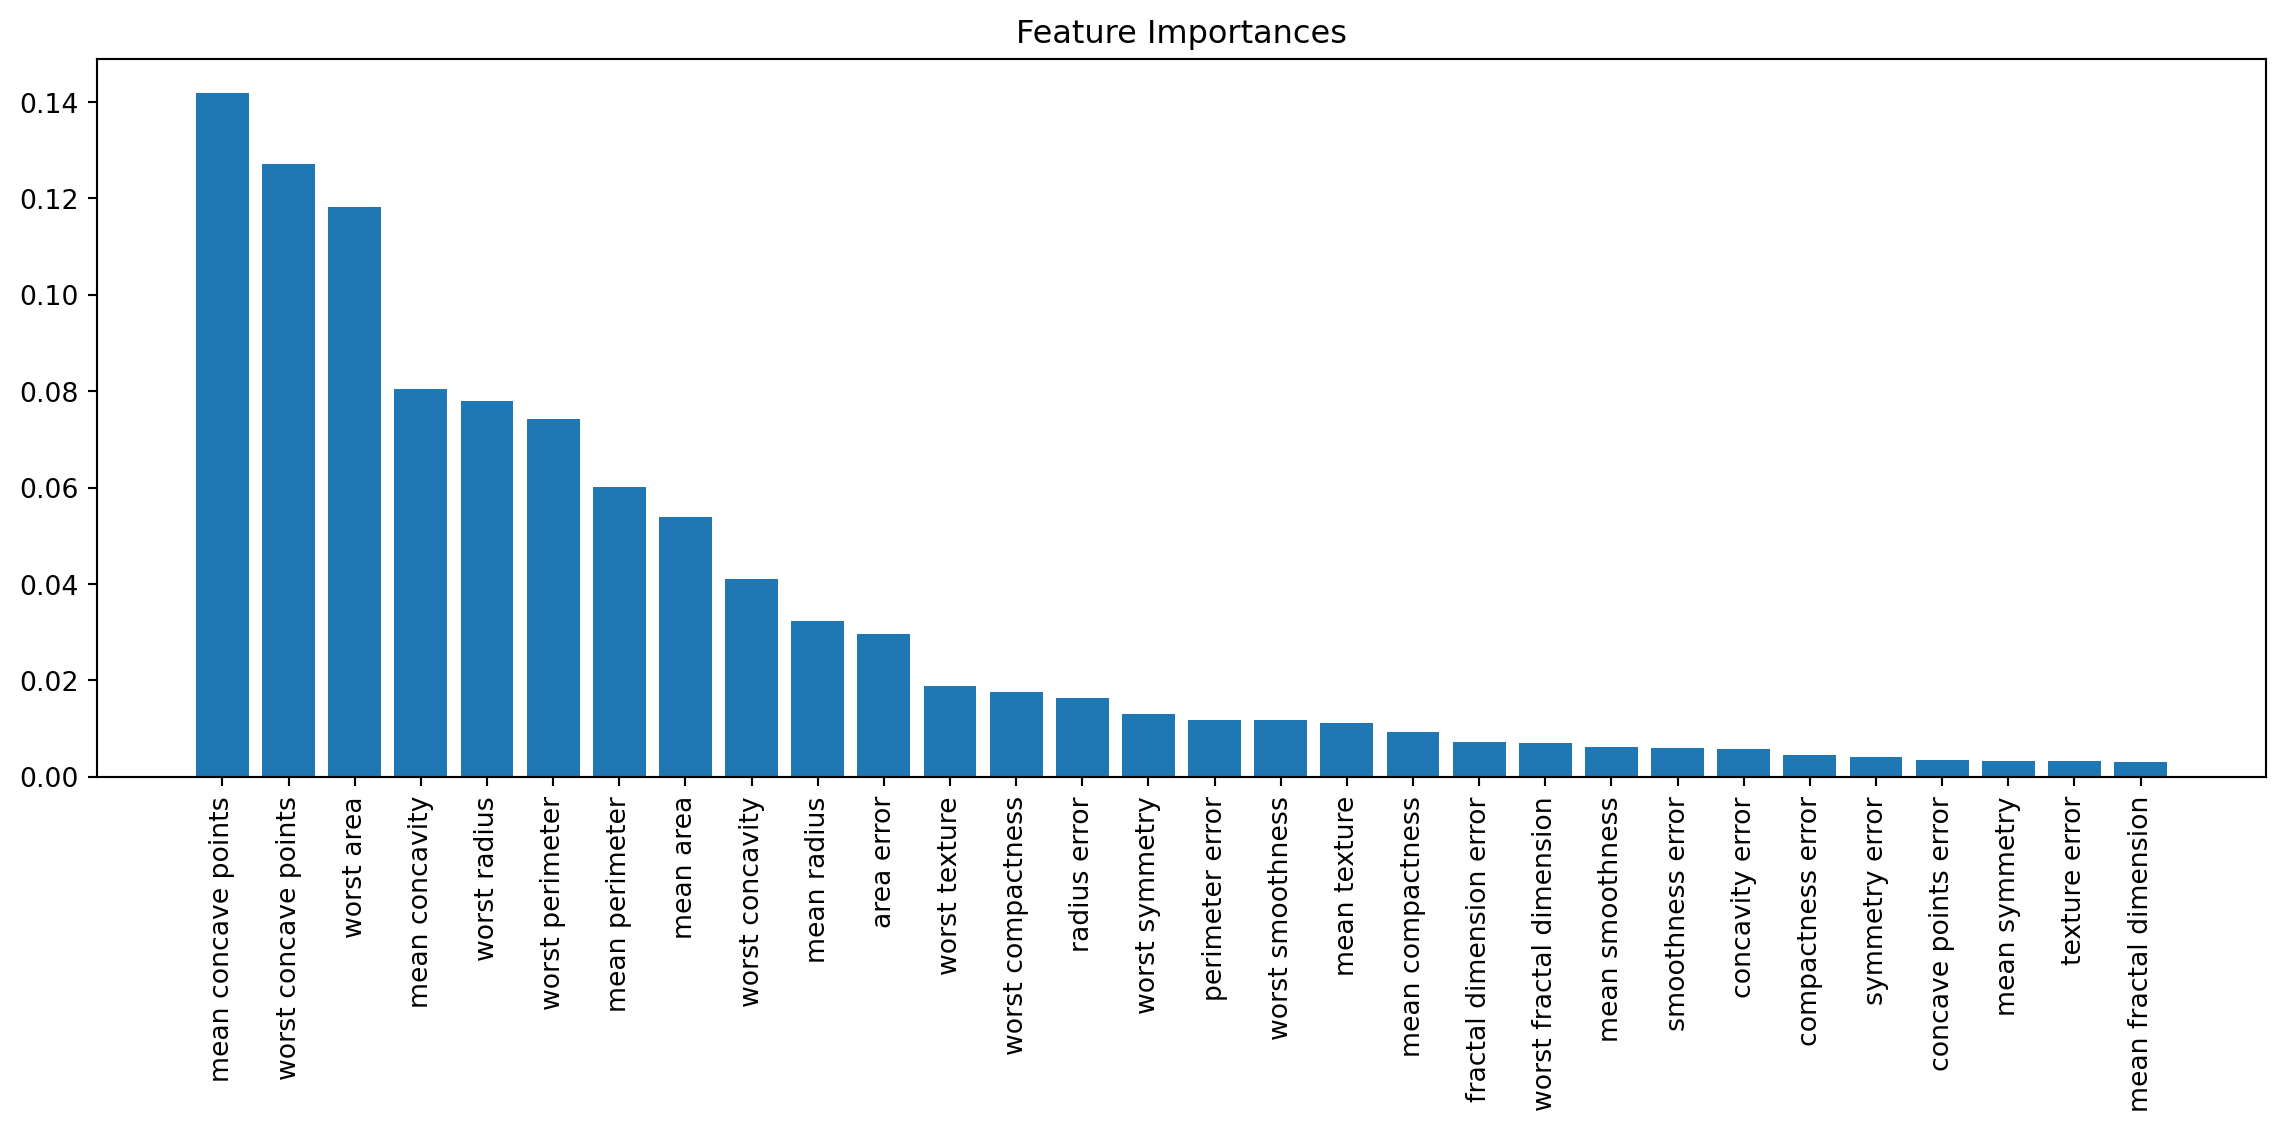 Feature Importances
0.14
0.12
0.10
0.08
0.06
0.04
0.02
0.00
mean concave points
worst concave points
worst area
mean concavity
worst radius
worst perimeter
mean perimeter
mean area
worst concavity
mean radius
area error
worst texture
worst compactness
radius error
worst symmetry
perimeter error
worst smoothness
mean texture
mean compactness
fractal dimension error
worst fractal dimension
mean smoothness
smoothness error
concavity error
compactness error
symmetry error
concave points error
mean symmetry
texture error
mean fractal dimension